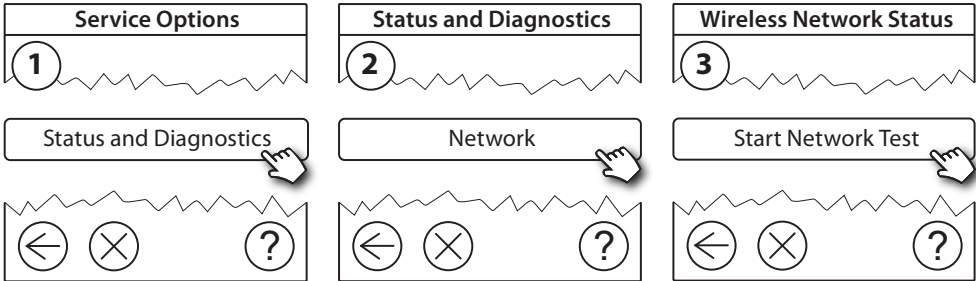 Service Options
1
Status and Diagnostics
?
Status and Diagnostics
2
Network
?
Wireless Network Status
3
Start Network Test
?